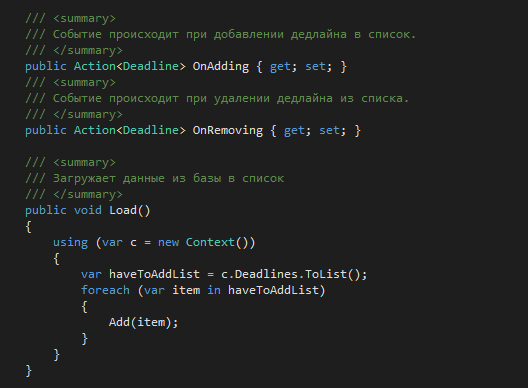 /// <summary>
/// Событие происходит при добавлении дедлайна в список.
/// </summary>
public Action<Deadline> OnAdding { get; set; }
/// <summary>
/// Событие происходит при удалении дедлайна из списка.
/// </summary>
public Action<Deadline> OnRemoving { get; set; }
/// <summary>
/// Загружает данные из базы в список
/// </summary>
public void Load()
{
using (var c = new Context())
{
var haveToAddList = c.Deadlines.ToList();
foreach (var item in haveToAddList)
{
Add(item);
}
}
}